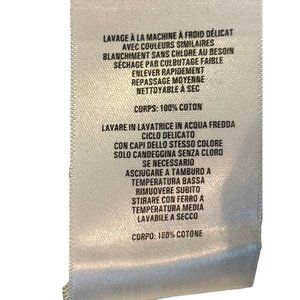 LAVAGE À LA MACHINE À FROID DÉLICAT
AVEC COULEURS SIMILAIRES
BLANCHIMENT SANS CHLORE AU BESOIN
SÉCHAGE PAR CULBUTAGE FAIBLE
ENLEVER RAPIDEMENT
REPASSAGE MOYENNE
NETTOYABLE À SEC
CORPS: 100% COTON
LAVARE IN LAVATRICE IN ACQUA FREDDA
CICLO DELICATO
CON CAPI DELLO STESSO COLORE
SOLO CANDEGGINA SENZA CLORO
SE NECESSARIO
ASCIUGARE A TAMBURO A
TEMPERATURA BASSA
RIMUOVERE SUBITO
STIRARE CON FERRO A
TEMPERATURA MEDIA
LAVABILE A SECCO
CORPO: 100% COTONE